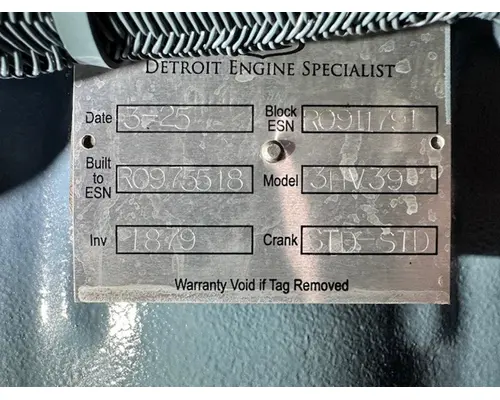 DETROIT ENGINE SPECIALIST
Date 3-25 Block ESN R0911791
Built to ESN R0975518 Model 31TV39
Inv 1879 Crank STD-STD
Warranty Void if Tag Removed